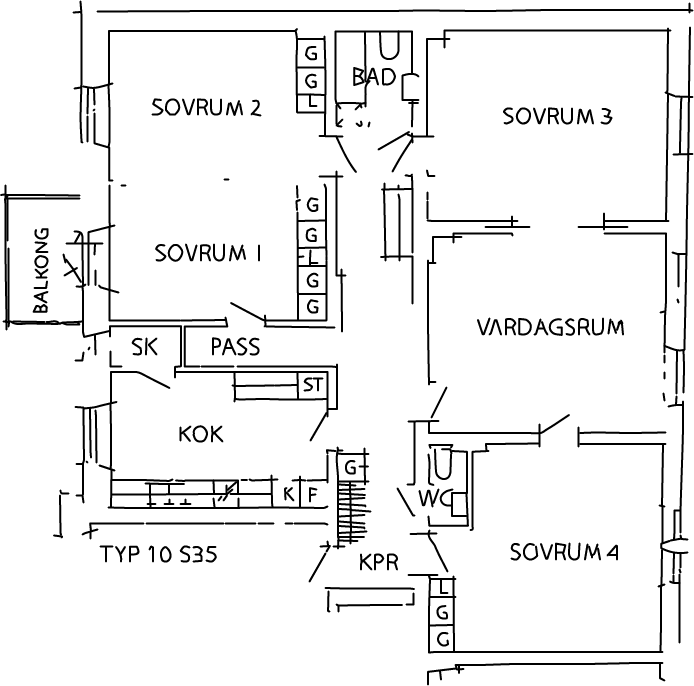 G
BAD
G
L
SOVRUM 2
SOVRUM 3
G
G
BALKONG
SOVRUM 1
L
G
G
VARDAGSRUM
SK
PASS
ST
KOK
G
K
F
WC
TYP 10 S35
KPR
SOVRUM 4
L
G
G